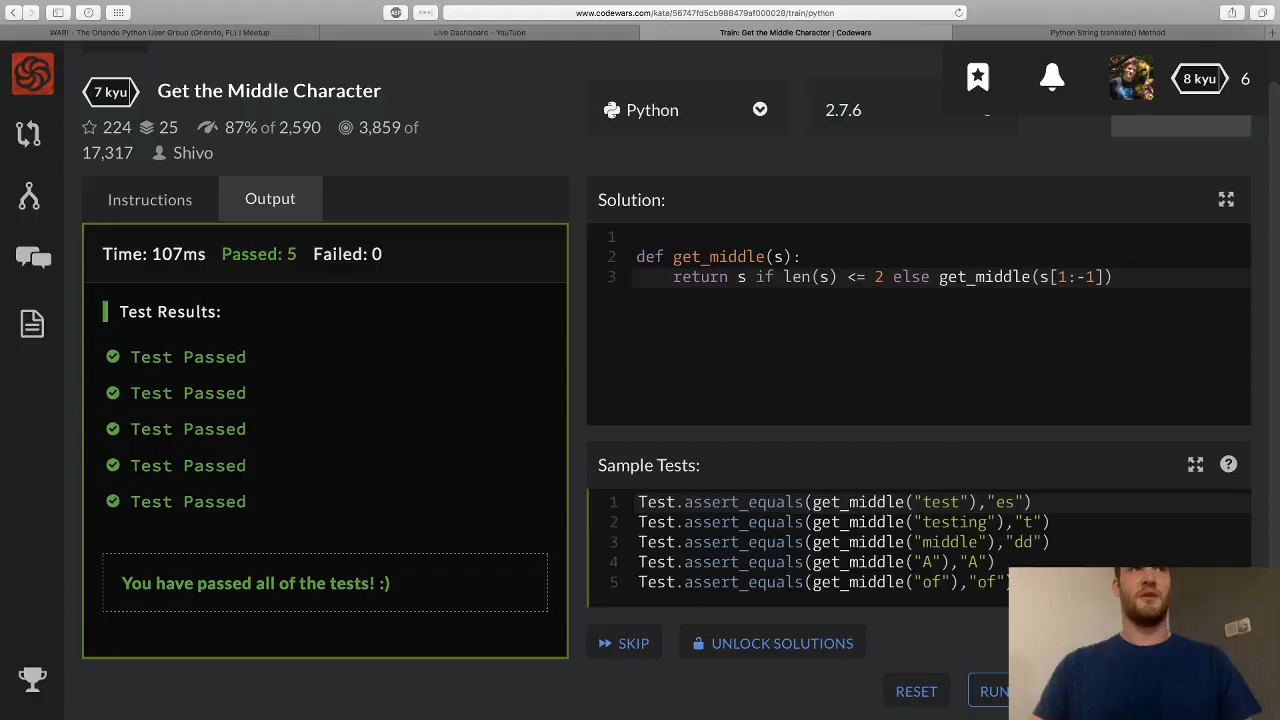 www.codewars.com/kata/56747fd5cb988479af000028/train/python
WAR! - The Orlando Python User Group (Orlando, FL) | Meetup
Live Dashboard - YouTube
Train: Get the Middle Character | Codewars
Python String translate() Method
7 kyu
Get the Middle Character
224 25 87% of 2,590 3,859 of
17,317 Shivo
Python
2.7.6
8 kyu 6
Instructions
Output
Time: 107ms Passed: 5 Failed: 0
Test Results:
Test Passed
Test Passed
Test Passed
Test Passed
Test Passed
You have passed all of the tests! :)
Solution:
1
2 def get_middle(s):
3 return s if len(s) <= 2 else get_middle(s[1:-1])
Sample Tests:
1 Test.assert_equals(get_middle("test"),"es")
2 Test.assert_equals(get_middle("testing"),"t")
3 Test.assert_equals(get_middle("middle"),"dd")
4 Test.assert_equals(get_middle("A"),"A")
5 Test.assert_equals(get_middle("of"),"of")
SKIP
UNLOCK SOLUTIONS
RESET
RUN